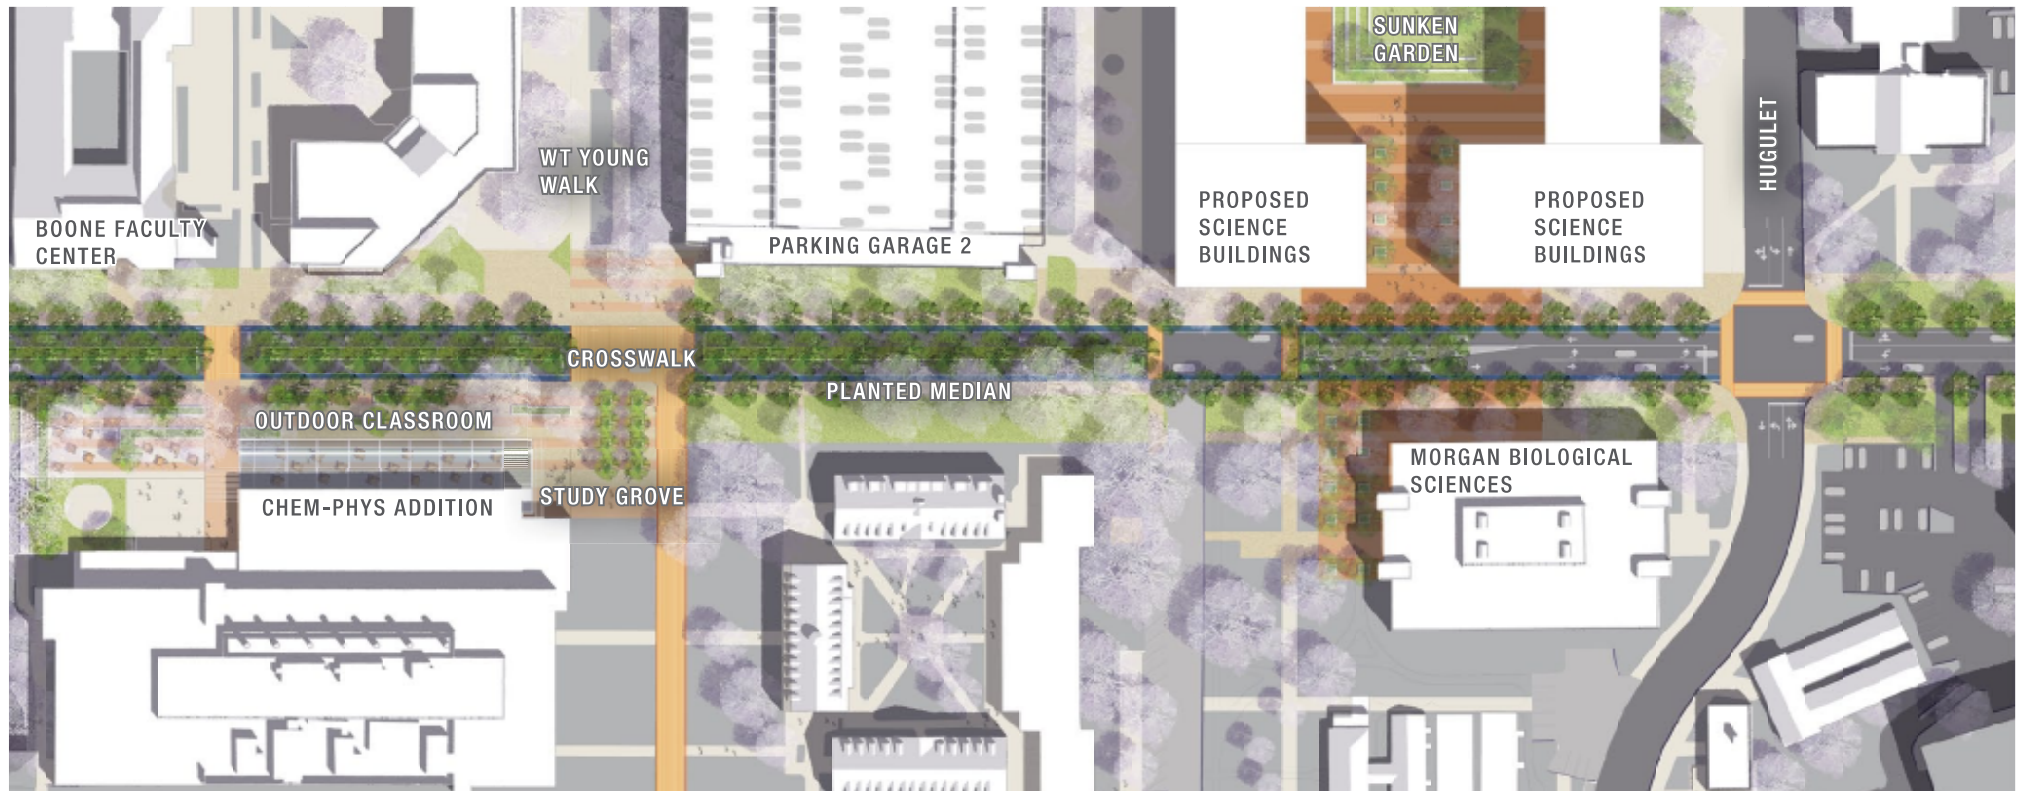 SUNKEN
GARDEN
HUGULET
WT YOUNG
WALK
BOONE FACULTY
CENTER
PARKING GARAGE 2
PROPOSED
SCIENCE
BUILDINGS
PROPOSED
SCIENCE
BUILDINGS
CROSSWALK
PLANTED MEDIAN
OUTDOOR CLASSROOM
MORGAN BIOLOGICAL
SCIENCES
STUDY GROVE
CHEM-PHYS ADDITION